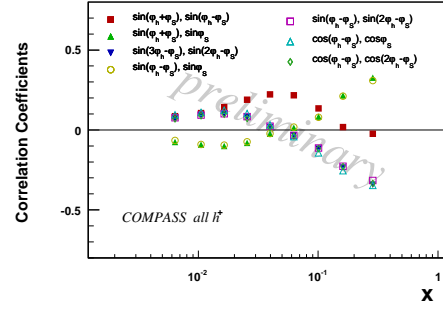 sin(φh+φS), sin(φh-φS)
sin(φh+φS), sinφS
sin(3φh-φS), sin(2φh-φS)
sin(φh-φS), sinφS
sin(φh-φS), sin(2φh-φS)
cos(φh-φS), cosφS
cos(φh-φS), cos(2φh-φS)
Correlation Coefficients
0.5
0
-0.5
preliminary
COMPASS all h+
10-2
10-1
1
x